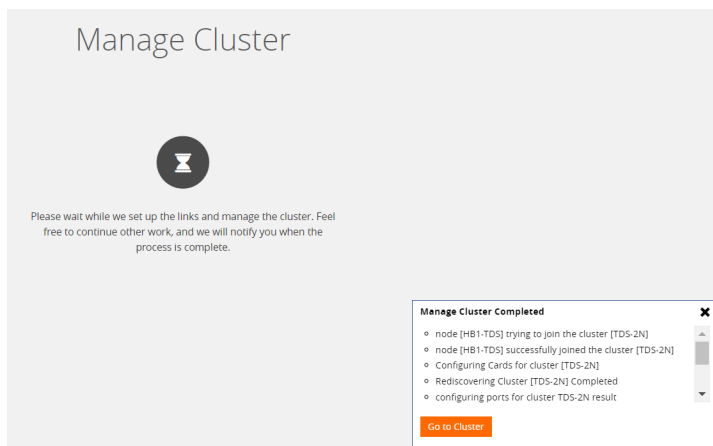 Manage Cluster
Please wait while we set up the links and manage the cluster. Feel
free to continue other work, and we will notify you when the
process is complete.
Manage Cluster Completed
node [HB1-TDS] trying to join the cluster [TDS-2N]
node [HB1-TDS] successfully joined the cluster [TDS-2N]
Configuring Cards for cluster [TDS-2N]
Rediscovering Cluster [TDS-2N] Completed
configuring ports for cluster TDS-2N result
Go to Cluster